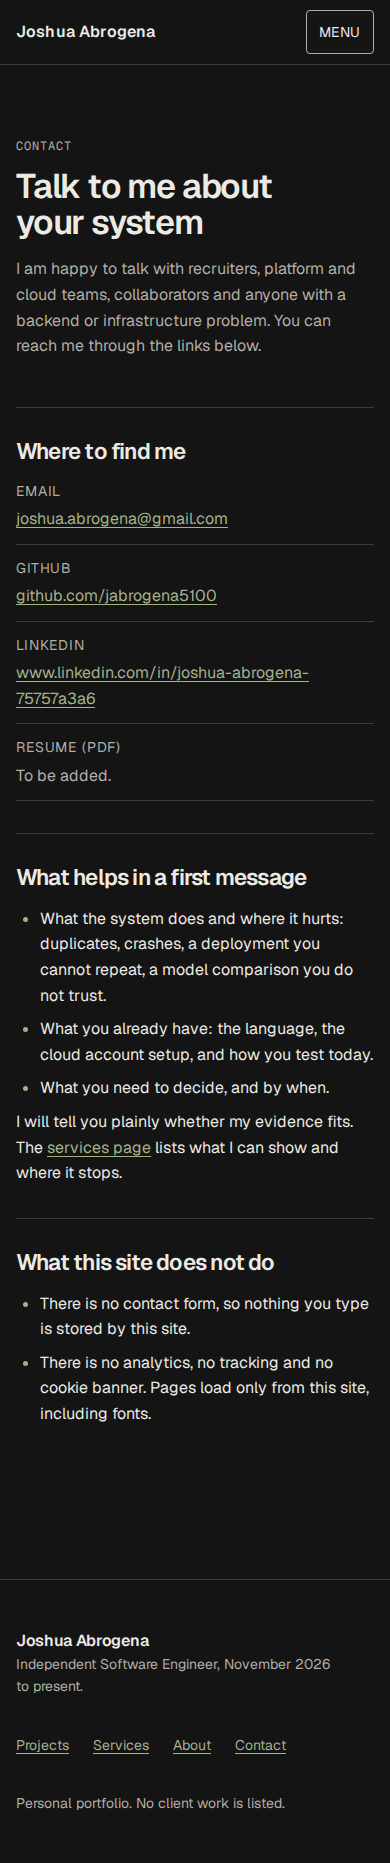 Joshua Abrogena
MENU
CONTACT
Talk to me about
your system
I am happy to talk with recruiters, platform and
cloud teams, collaborators and anyone with a
backend or infrastructure problem. You can
reach me through the links below.
Where to find me
EMAIL
joshua.abrogena@gmail.com
GITHUB
github.com/jabrogena5100
LINKEDIN
www.linkedin.com/in/joshua-abrogena-
75757a3a6
RESUME (PDF)
To be added.
What helps in a first message
• What the system does and where it hurts:
duplicates, crashes, a deployment you
cannot repeat, a model comparison you do
not trust.
• What you already have: the language, the
cloud account setup, and how you test today.
• What you need to decide, and by when.
I will tell you plainly whether my evidence fits.
The services page lists what I can show and
where it stops.
What this site does not do
• There is no contact form, so nothing you type
is stored by this site.
• There is no analytics, no tracking and no
cookie banner. Pages load only from this site,
including fonts.
Joshua Abrogena
Independent Software Engineer, November 2026
to present.
Projects Services About Contact
Personal portfolio. No client work is listed.